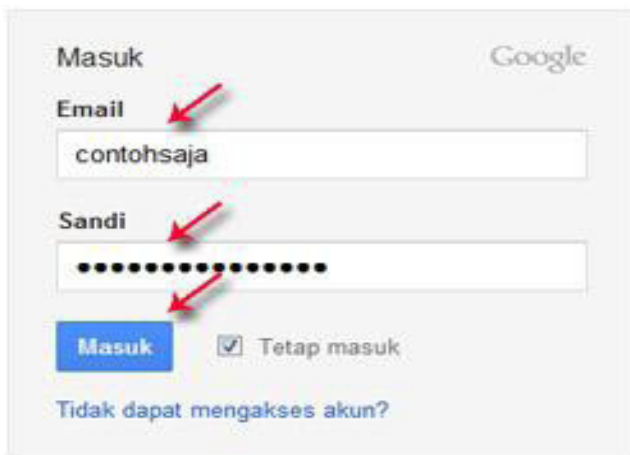 Masuk Google
Email
contohsaja
Sandi
•••••••••••••••
Masuk Tetap masuk
Tidak dapat mengakses akun?